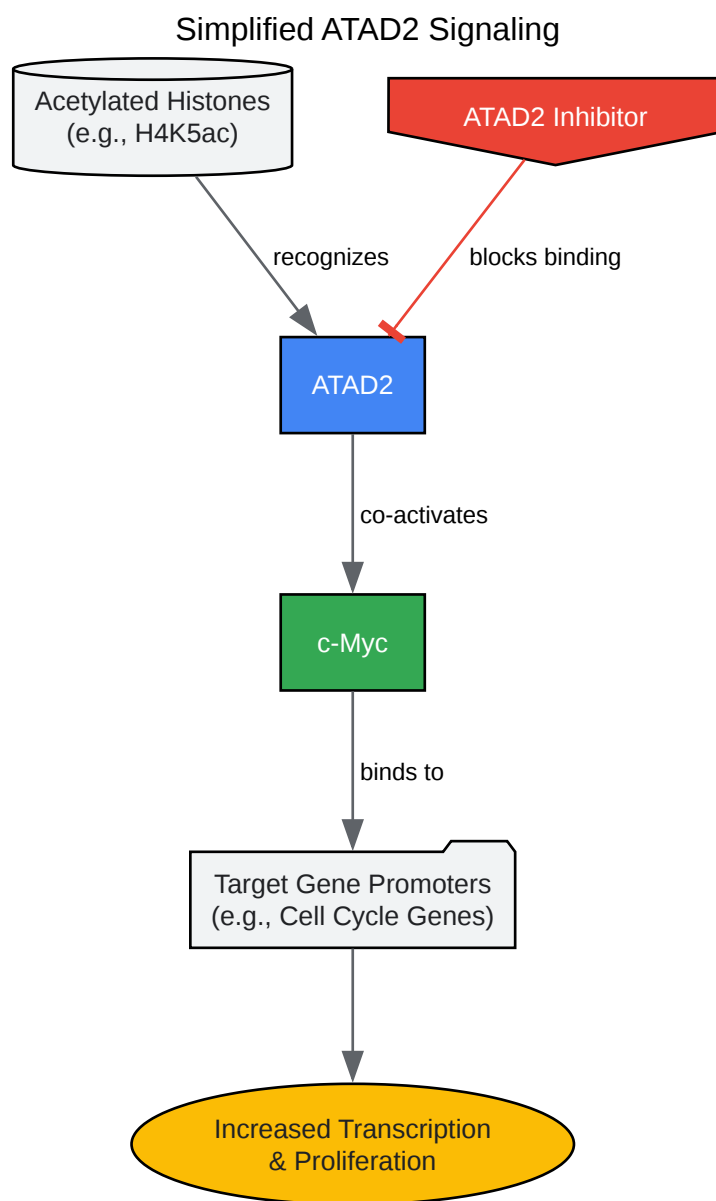 Simplified ATAD2 Signaling
Acetylated Histones
(e.g., H4K5ac)
ATAD2 Inhibitor
recognizes
blocks binding
ATAD2
co-activates
c-Myc
binds to
Target Gene Promoters
(e.g., Cell Cycle Genes)
Increased Transcription
& Proliferation